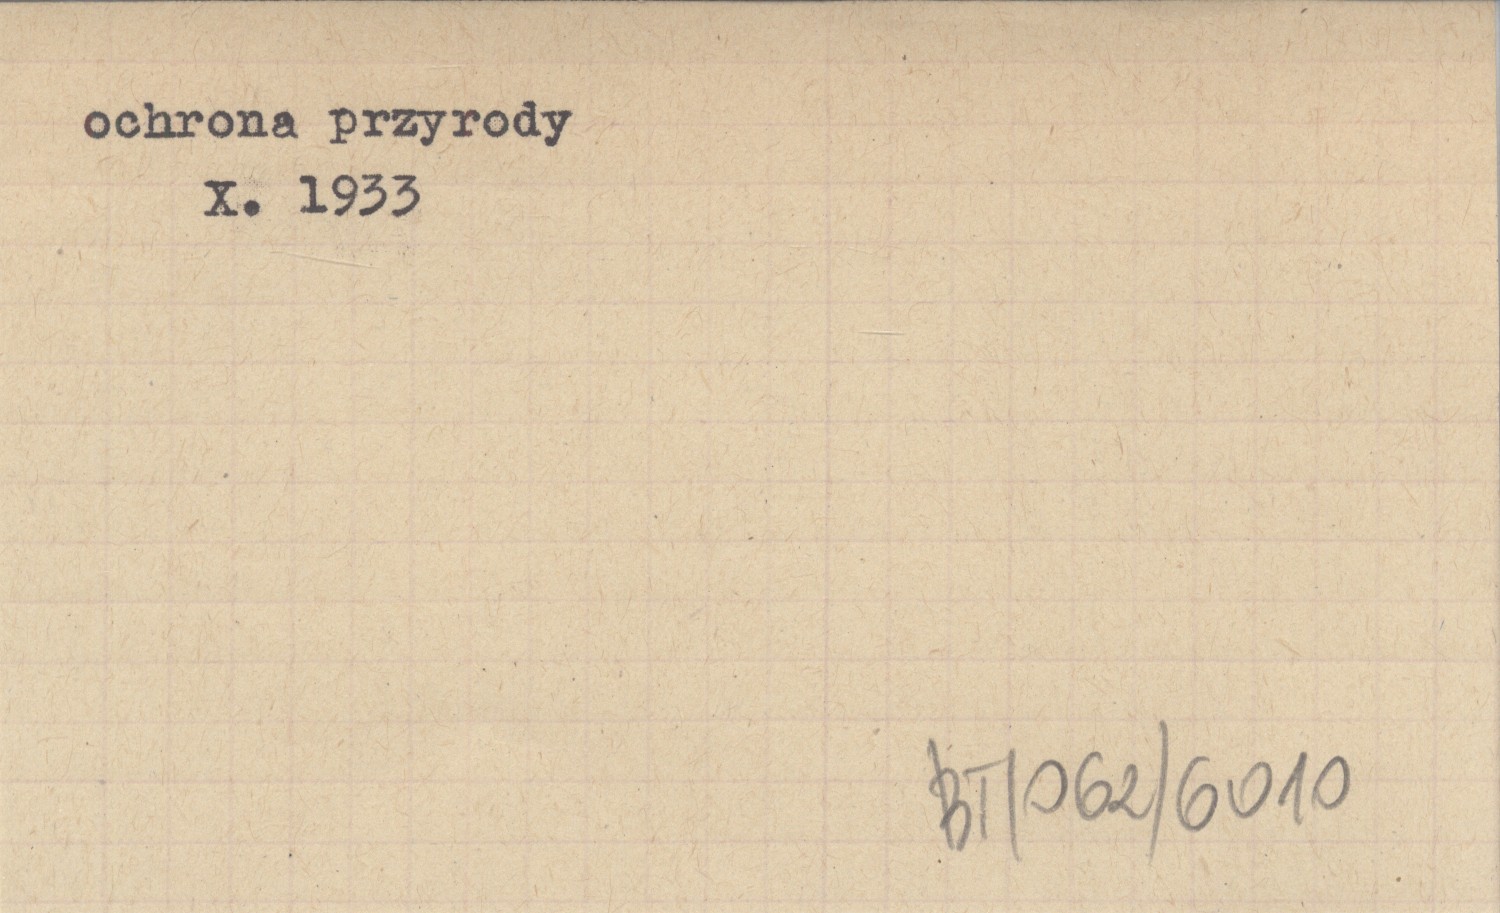 ochrona przyrody
X. 1933
BT/062/6010